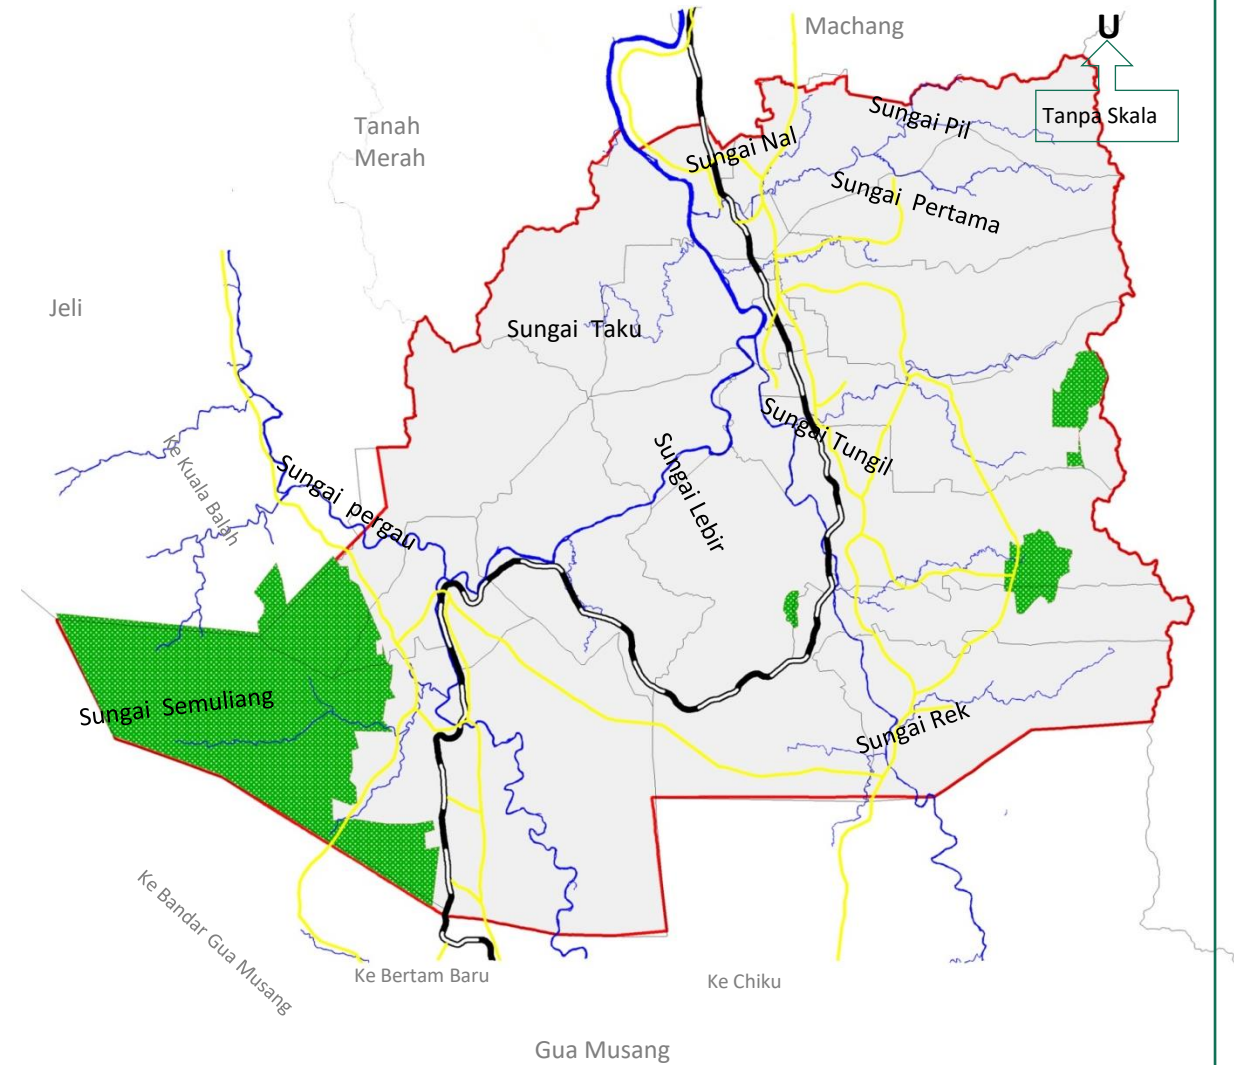 Machang
U
Tanpa Skala
Sungai Pil
Tanah
Merah
Sungai Nal
Sungai Pertama
Jeli
Sungai Taku
Sungai Tungil
Sungai Lebir
Ke Kuala Balah
Sungai pergau
Sungai Semuliang
Sungai Rek
Ke Bandar Gua Musang
Ke Bertam Baru
Ke Chiku
Gua Musang